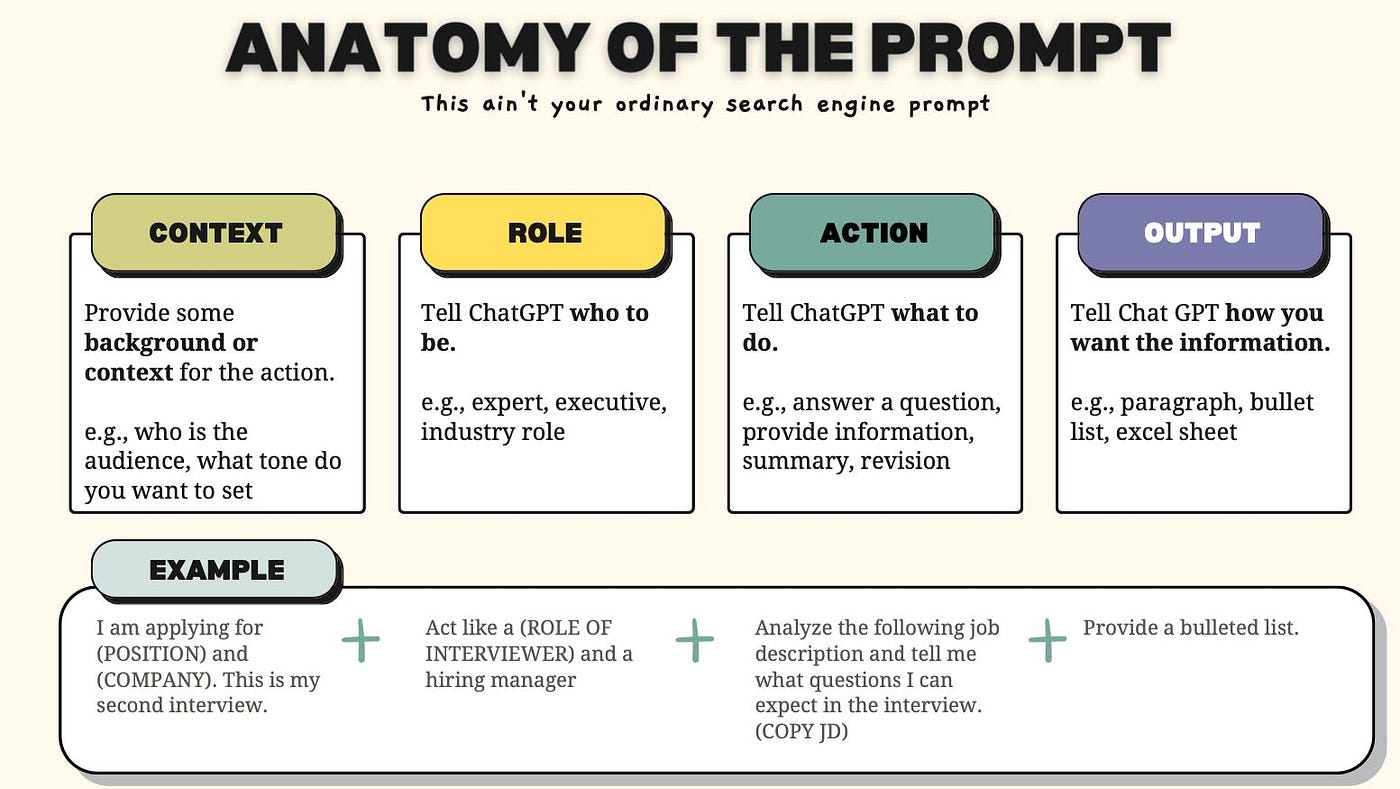 ANATOMY OF THE PROMPT
This ain't your ordinary search engine prompt
CONTEXT
Provide some
background or
context for the action.
e.g., who is the
audience, what tone do
you want to set
ROLE
Tell ChatGPT who to
be.
e.g., expert, executive,
industry role
ACTION
Tell ChatGPT what to
do.
e.g., answer a question,
provide information,
summary, revision
OUTPUT
Tell Chat GPT how you
want the information.
e.g., paragraph, bullet
list, excel sheet
EXAMPLE
I am applying for
(POSITION) and
(COMPANY). This is my
second interview.
+
Act like a (ROLE OF
INTERVIEWER) and a
hiring manager
+
Analyze the following job
description and tell me
what questions I can
expect in the interview.
(COPY JD)
+
Provide a bulleted list.